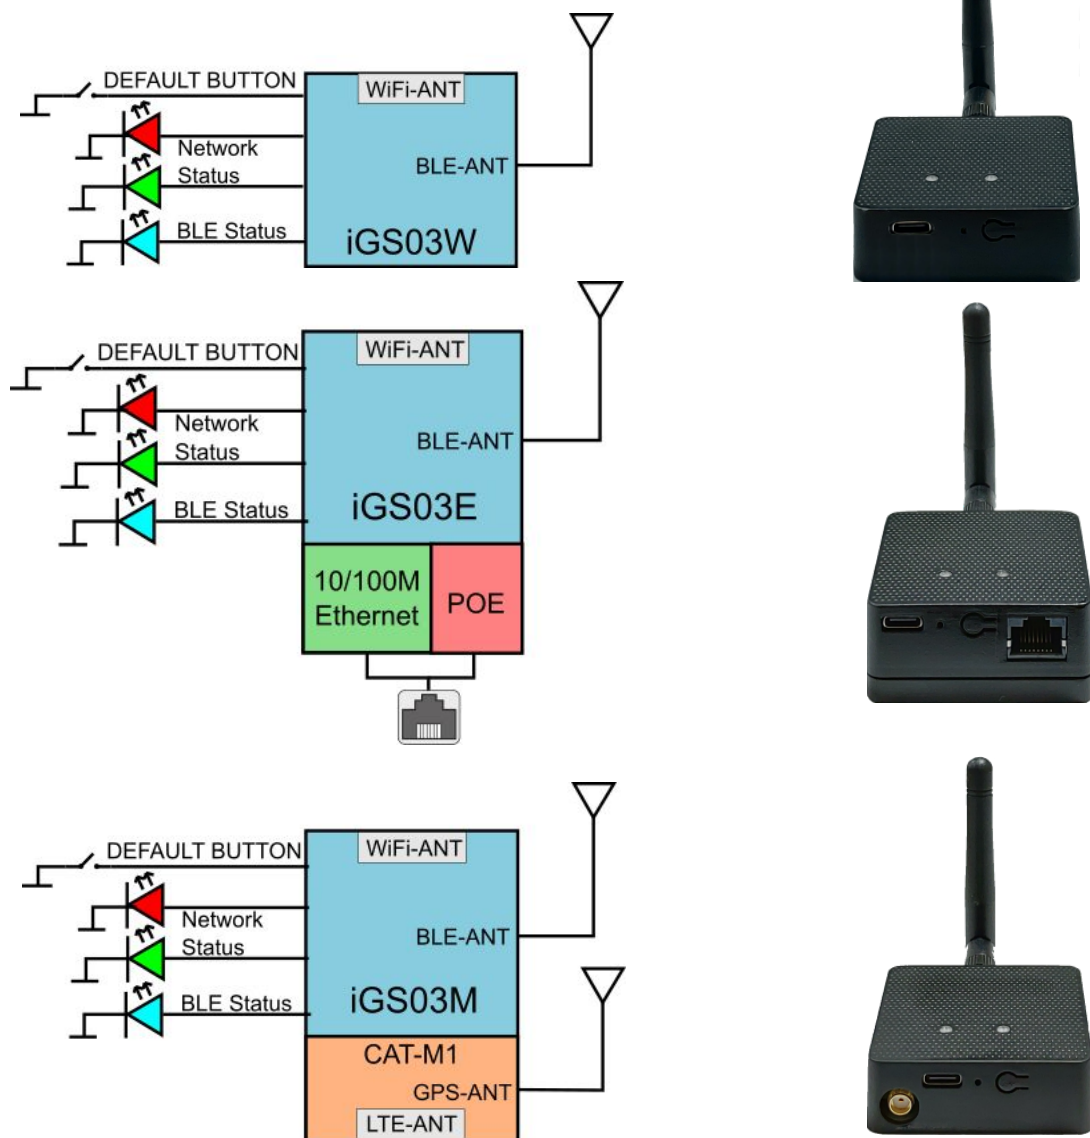 DEFAULT BUTTON
WiFi-ANT
Network
Status
BLE-ANT
BLE Status
iGS03W
DEFAULT BUTTON
WiFi-ANT
Network
Status
BLE-ANT
BLE Status
iGS03E
10/100M
Ethernet
POE
DEFAULT BUTTON
WiFi-ANT
Network
Status
BLE-ANT
BLE Status
iGS03M
CAT-M1
GPS-ANT
LTE-ANT